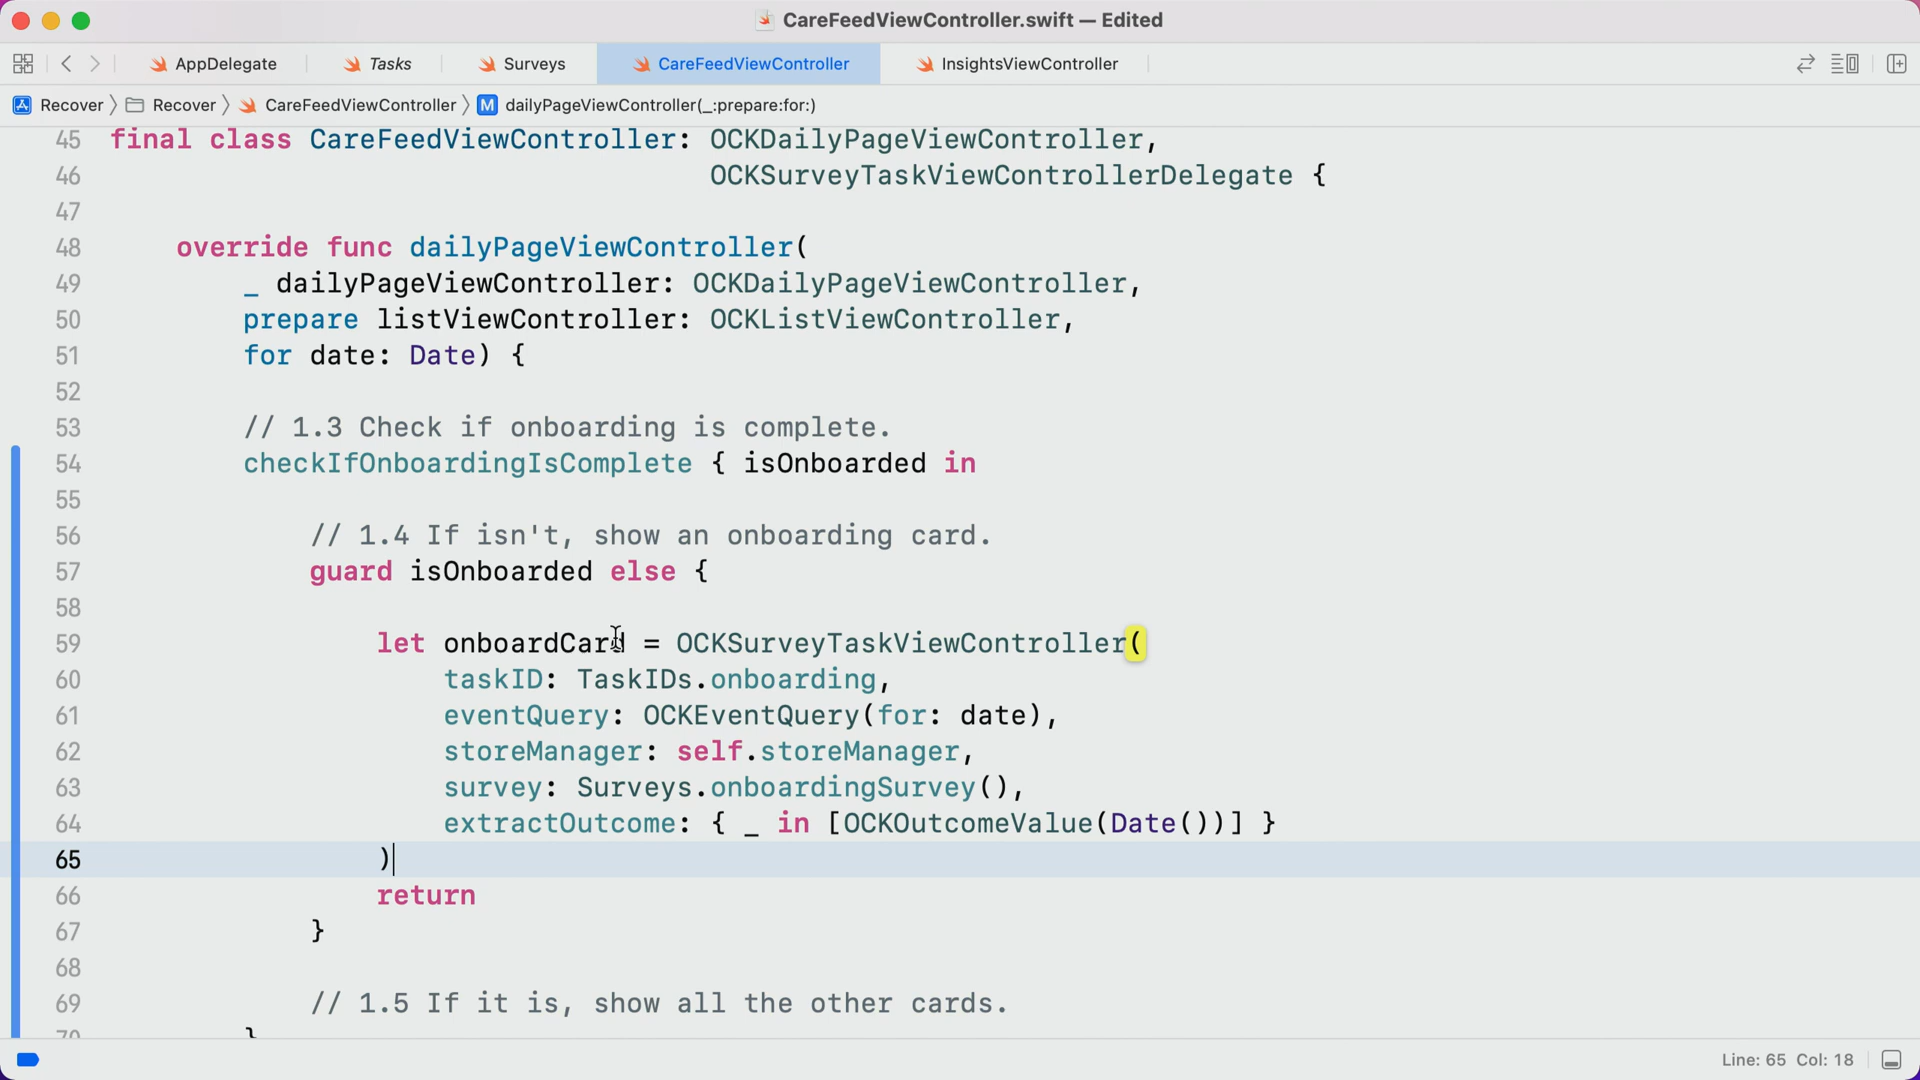 CareFeedViewController.swift — Edited
AppDelegate
Tasks
Surveys
CareFeedViewController
InsightsViewController
Recover
Recover
CareFeedViewController
M dailyPageViewController(_:prepare:for:)
45 final class CareFeedViewController: OCKDailyPageViewController,
46 OCKSurveyTaskViewControllerDelegate {
47
48 override func dailyPageViewController(
49 _ dailyPageViewController: OCKDailyPageViewController,
50 prepare listViewController: OCKListViewController,
51 for date: Date) {
52
53 // 1.3 Check if onboarding is complete.
54 checkIfOnboardingIsComplete { isOnboarded in
55
56 // 1.4 If isn't, show an onboarding card.
57 guard isOnboarded else {
58
59 let onboardCard = OCKSurveyTaskViewController(
60 taskID: TaskIDs.onboarding,
61 eventQuery: OCKEventQuery(for: date),
62 storeManager: self.storeManager,
63 survey: Surveys.onboardingSurvey(),
64 extractOutcome: { _ in [OCKOutcomeValue(Date())] }
65 )
66 return
67 }
68
69 // 1.5 If it is, show all the other cards.
70 }
Line: 65 Col: 18